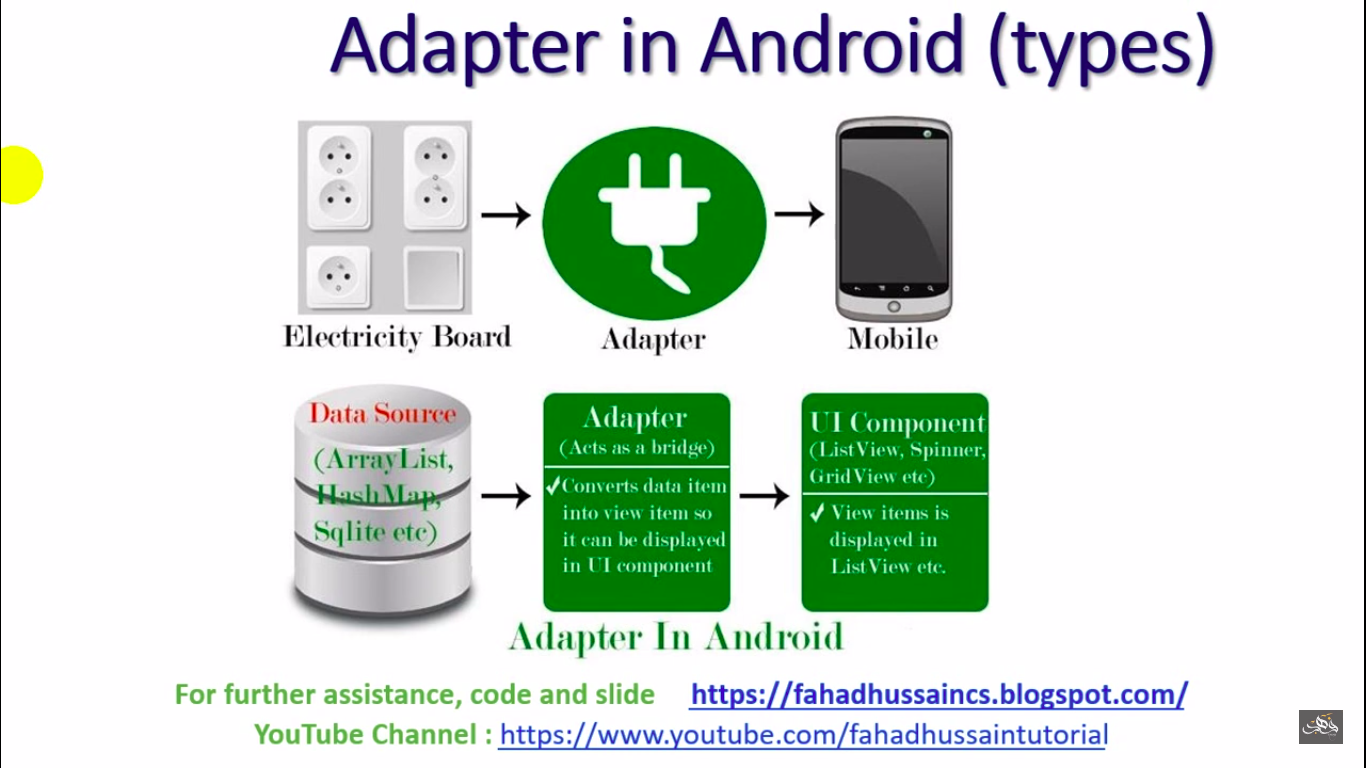 Adapter in Android (types)
Electricity Board
Adapter
Mobile
Data Source
(ArrayList,
HashMap,
Sqlite etc)
Adapter
(Acts as a bridge)
✓Converts data item
into view item so
it can be displayed
in UI component
UI Component
(ListView, Spinner,
GridView etc)
✓ View items is
displayed in
ListView etc.
Adapter In Android
For further assistance, code and slide https://fahadhussaincs.blogspot.com/
YouTube Channel : https://www.youtube.com/fahadhussaintutorial